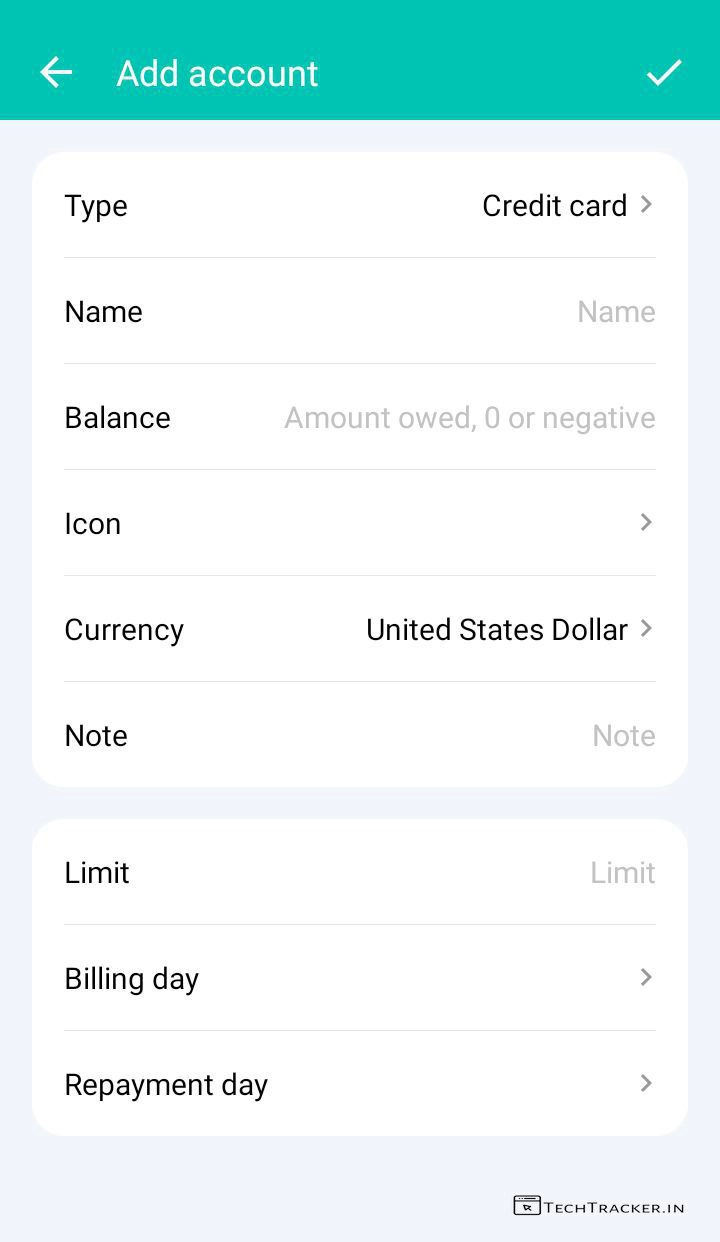 Add account
Type Credit card
Name Name
Balance Amount owed, 0 or negative
Icon
Currency United States Dollar
Note Note
Limit Limit
Billing day
Repayment day
TECHTRACKER.IN